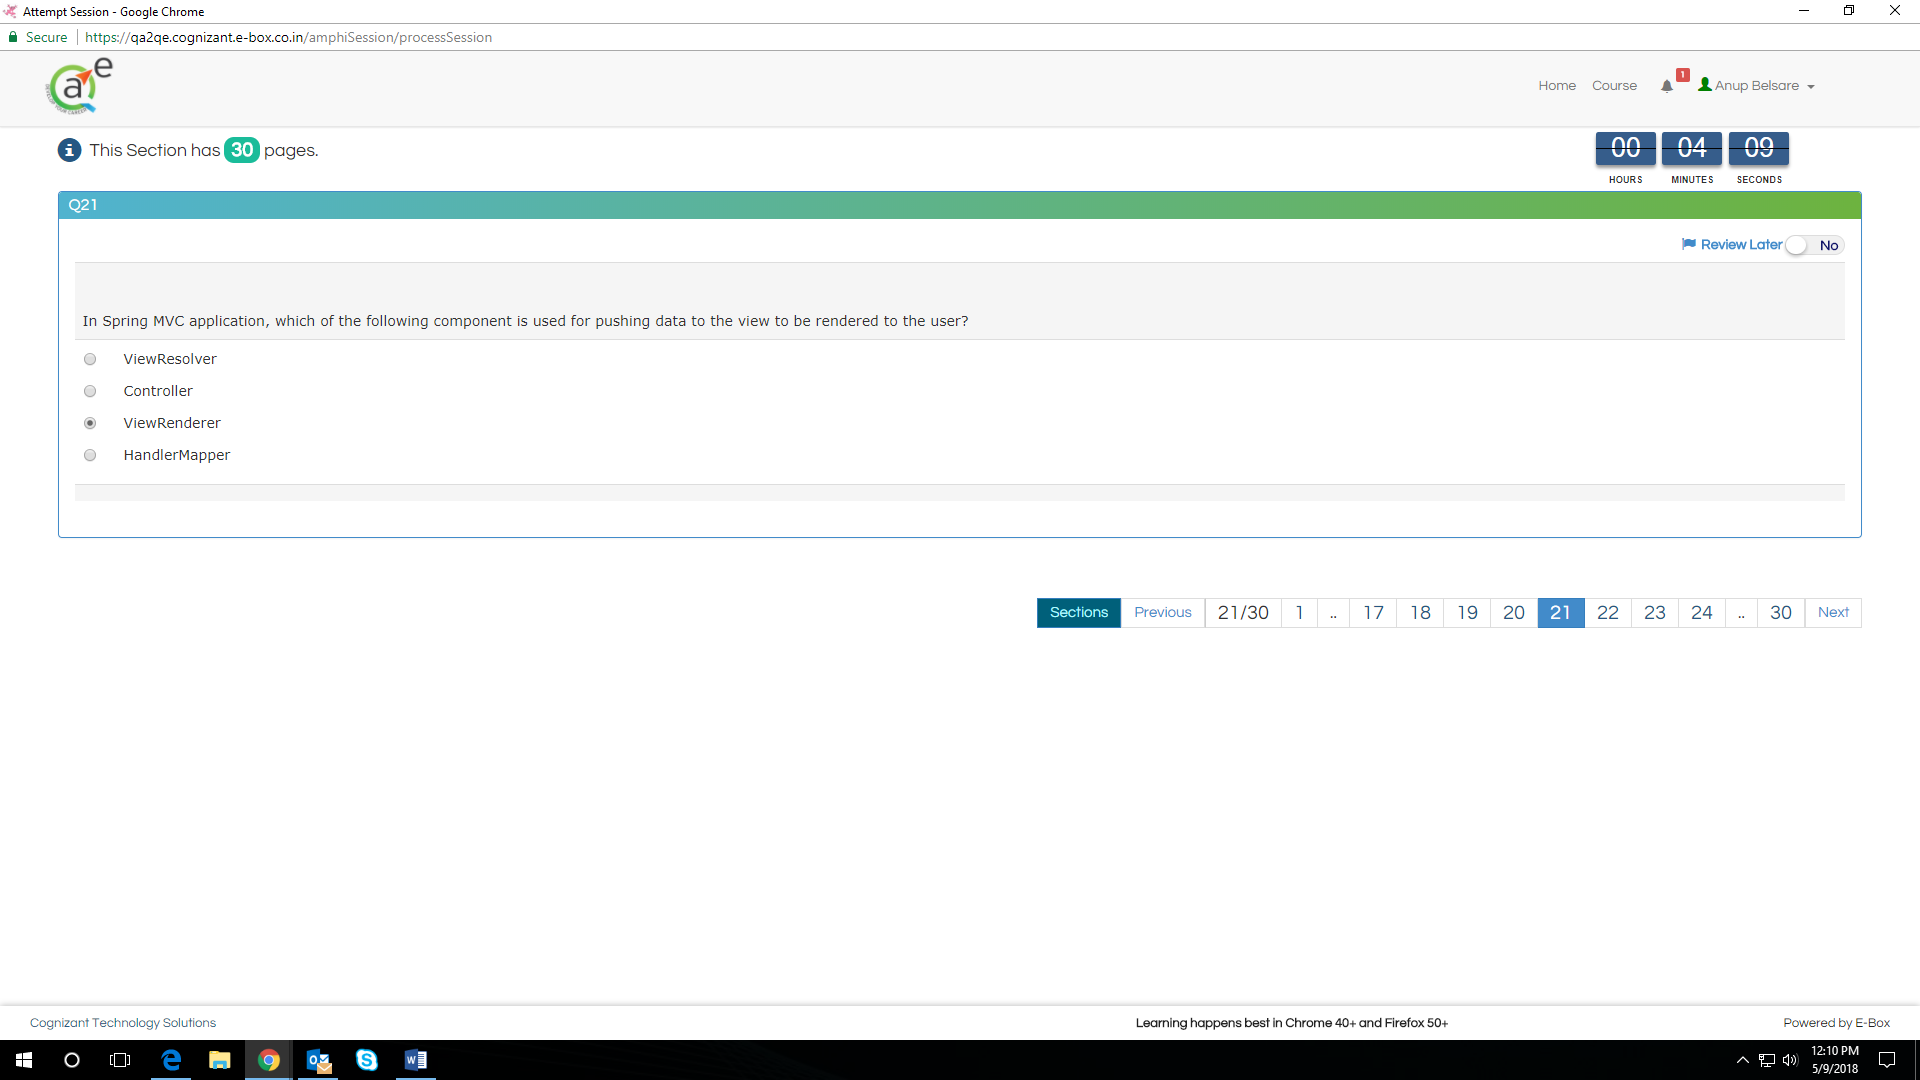 Attempt Session - Google Chrome
Secure https://qa2qe.cognizant.e-box.co.in/amphiSession/processSession
a e
Home Course 1 Anup Belsare
This Section has 30 pages.
00 04 09
HOURS MINUTES SECONDS
Q21
Review Later No
In Spring MVC application, which of the following component is used for pushing data to the view to be rendered to the user?
ViewResolver
Controller
ViewRenderer
HandlerMapper
Sections Previous 21/30 1 .. 17 18 19 20 21 22 23 24 .. 30 Next
Cognizant Technology Solutions Learning happens best in Chrome 40+ and Firefox 50+ Powered by E-Box
12:10 PM
5/9/2018